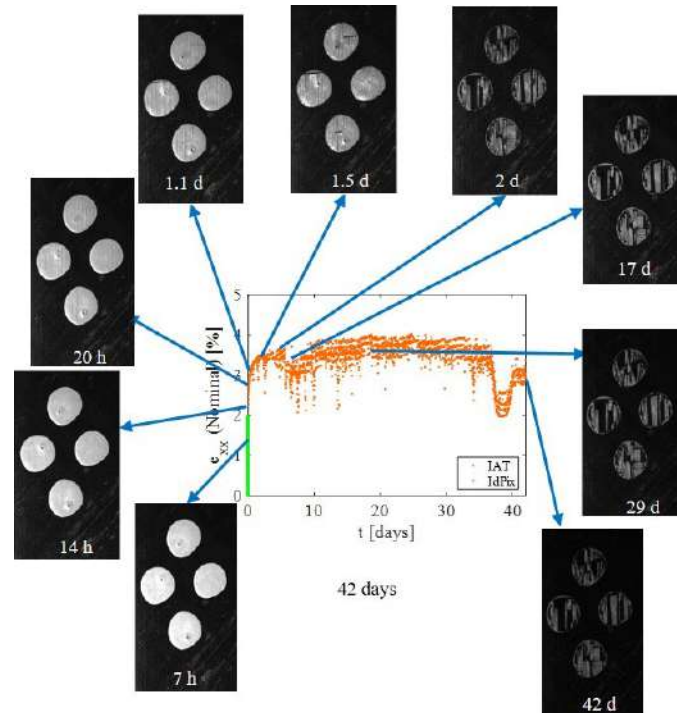 1.1 d
1.5 d
2 d
17 d
20 h
14 h
7 h
29 d
42 d
e_xx (Nominal) [%]
5
4
3
2
1
0
0 10 20 30 40
t [days]
IAT
IdPix
42 days